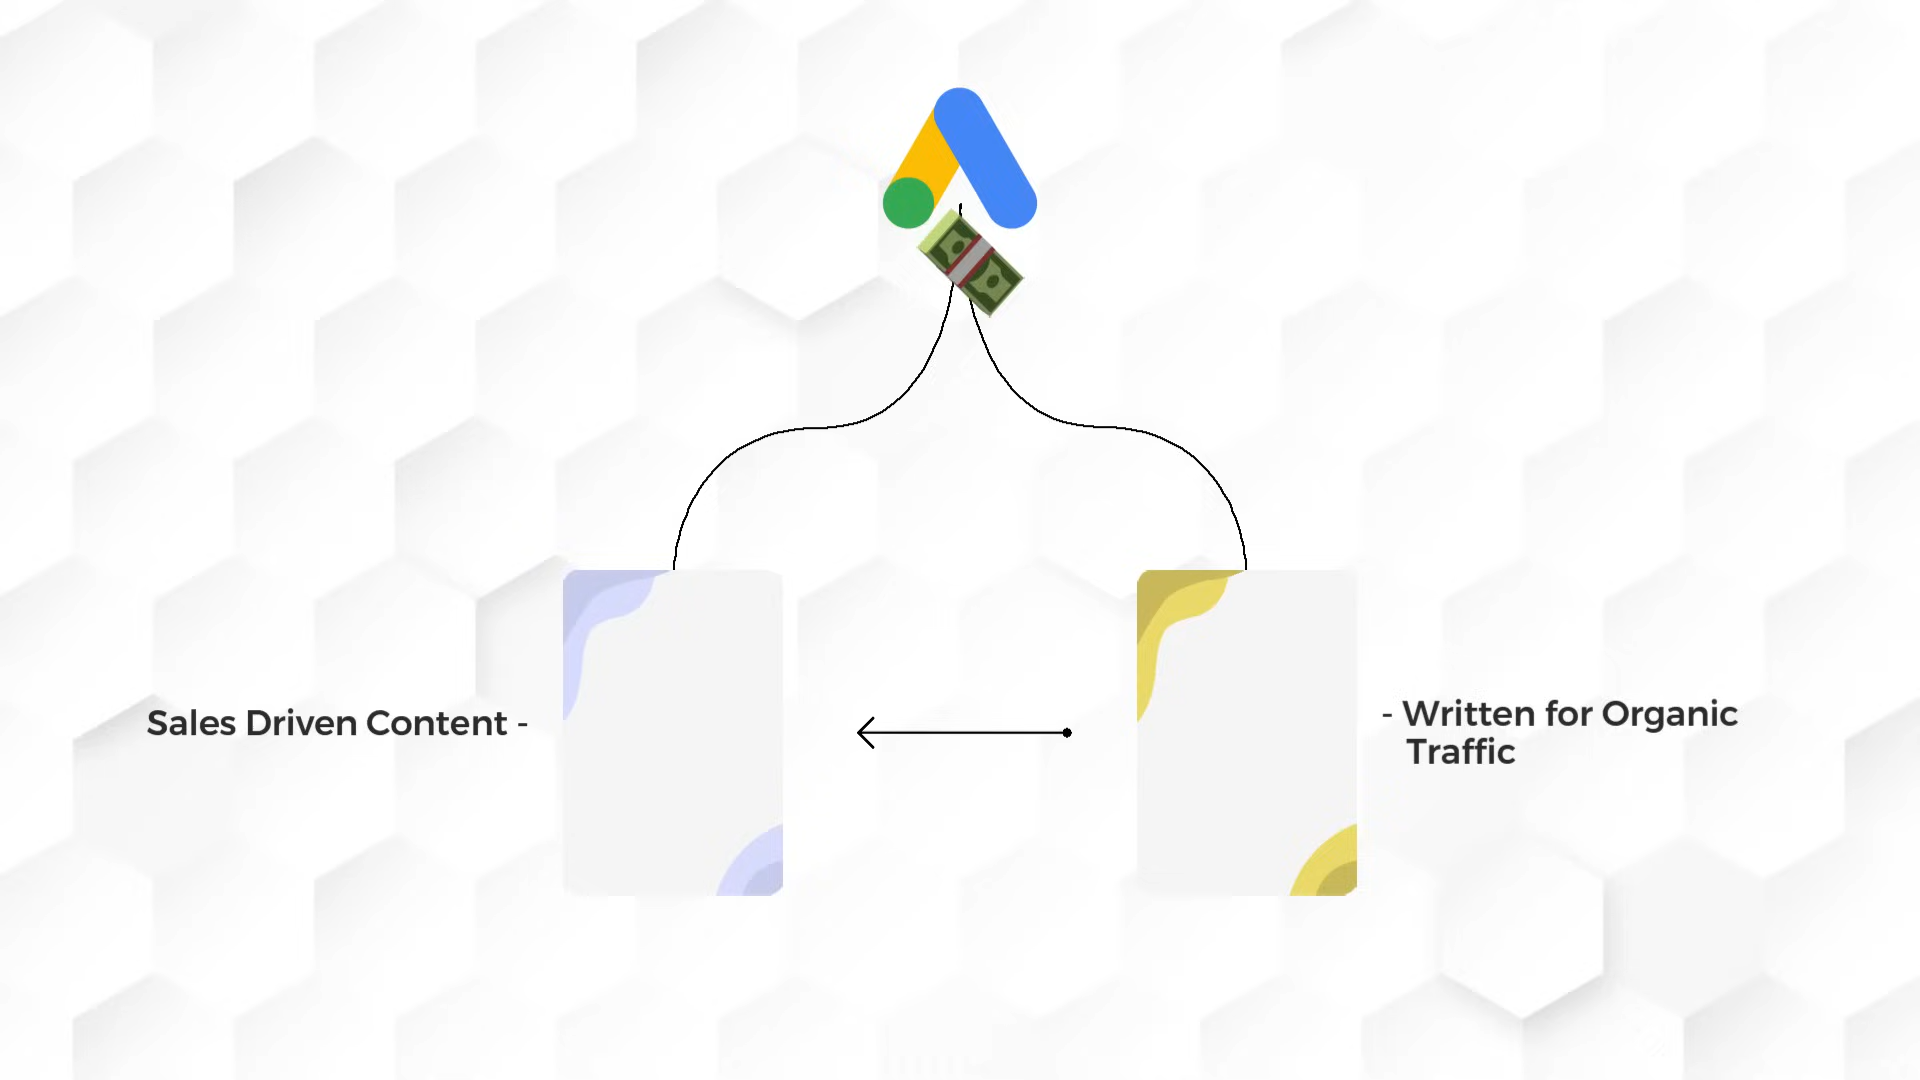 Sales Driven Content -
- Written for Organic
Traffic